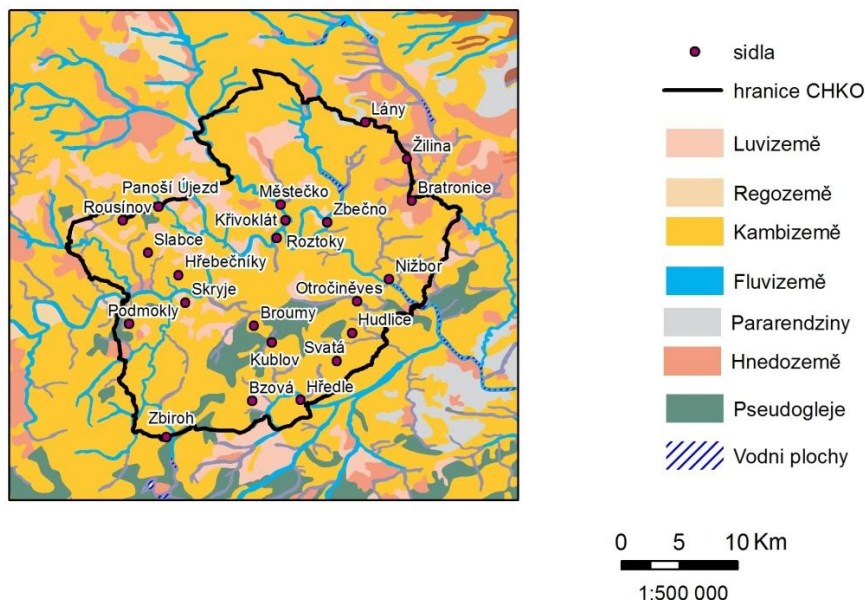 Lány
Žilina
Bratronice
Panoší Újezd
Městečko
Rousínov
Křivoklát
Zbečno
Roztoky
Slabce
Hřebečníky
Nižbor
Skryje
Otročiněves
Podmokly
Broumy
Hudlice
Kublov
Svatá
Bzová
Hředle
Zbiroh
sidla
hranice CHKO
Luvizemě
Regozemě
Kambizemě
Fluvizemě
Pararendziny
Hnedozemě
Pseudogleje
Vodni plochy
0 5 10 Km
1:500 000